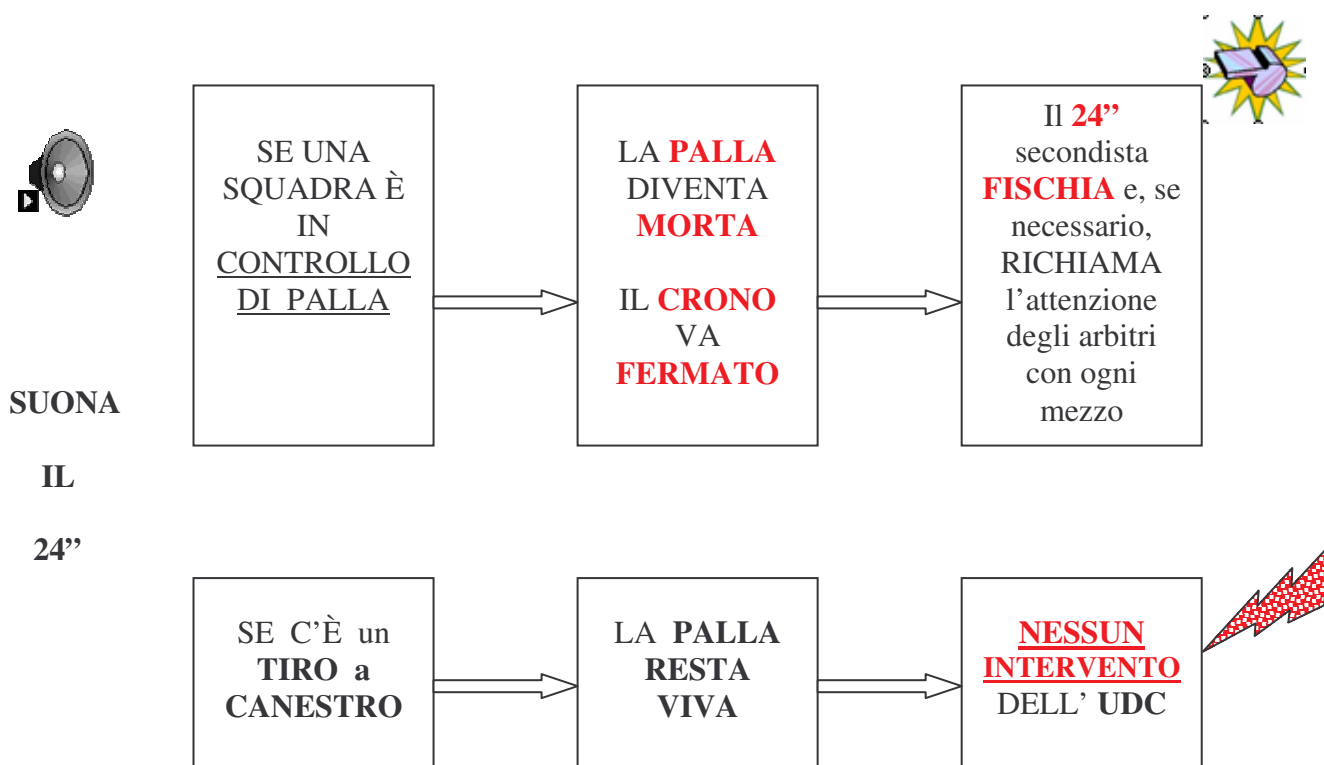 SUONA
IL
24”
SE UNA
SQUADRA È
IN
CONTROLLO
DI PALLA
LA PALLA
DIVENTA
MORTA
IL CRONO
VA
FERMATO
Il 24”
secondista
FISCHIA e, se
necessario,
RICHIAMA
l’attenzione
degli arbitri
con ogni
mezzo
SE C’È un
TIRO a
CANESTRO
LA PALLA
RESTA
VIVA
NESSUN
INTERVENTO
DELL’ UDC